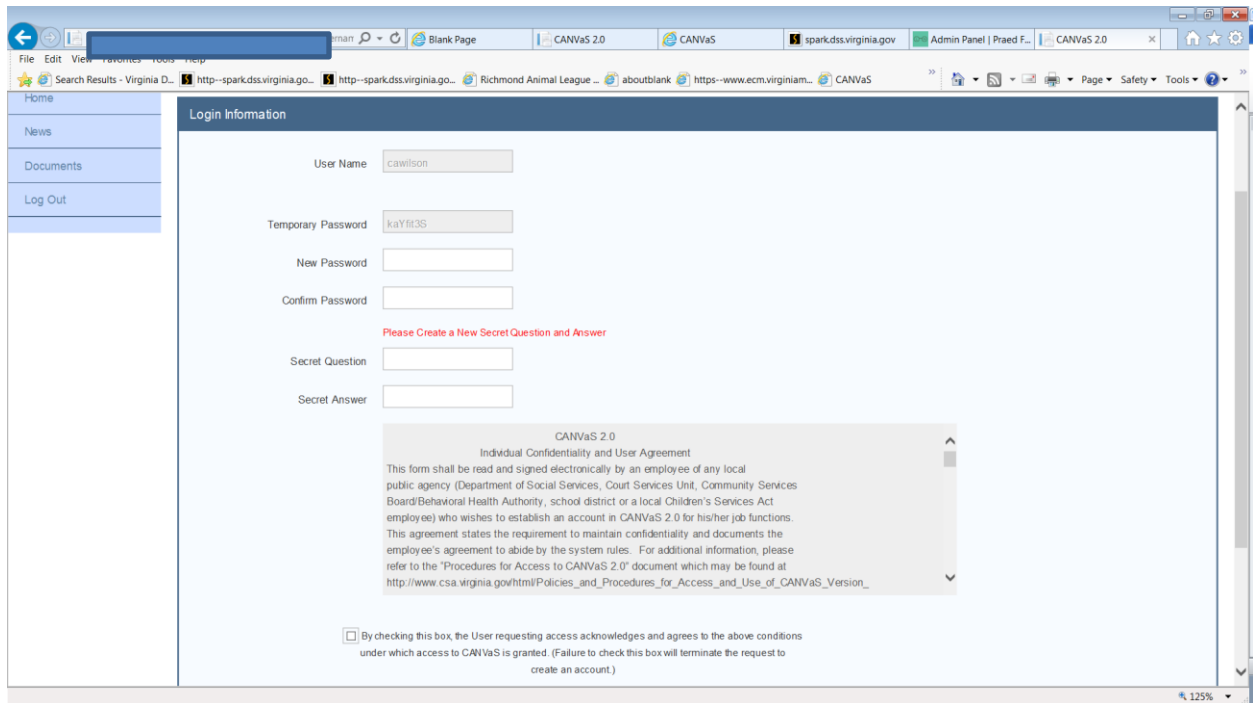 eman
Blank Page
CANVaS 2.0
CANVaS
spark.dss.virginia.gov
Admin Panel | Praed F...
CANVaS 2.0
File Edit View Favorites Tools Help
Search Results - Virginia D... http--spark.dss.virginia.go... http--spark.dss.virginia.go... Richmond Animal League ... aboutblank https--www.ecm.virginiam... CANVaS
Page Safety Tools
Home
News
Documents
Log Out
Login Information
User Name cawilson
Temporary Password kaYfit3S
New Password
Confirm Password
Please Create a New Secret Question and Answer
Secret Question
Secret Answer
CANVaS 2.0
Individual Confidentiality and User Agreement
This form shall be read and signed electronically by an employee of any local
public agency (Department of Social Services, Court Services Unit, Community Services
Board/Behavioral Health Authority, school district or a local Children's Services Act
employee) who wishes to establish an account in CANVaS 2.0 for his/her job functions.
This agreement states the requirement to maintain confidentiality and documents the
employee's agreement to abide by the system rules. For additional information, please
refer to the "Procedures for Access to CANVaS 2.0" document which may be found at
http://www.csa.virginia.gov/html/Policies_and_Procedures_for_Access_and_Use_of_CANVaS_Version_
By checking this box, the User requesting access acknowledges and agrees to the above conditions
under which access to CANVaS is granted. (Failure to check this box will terminate the request to
create an account.)
125%